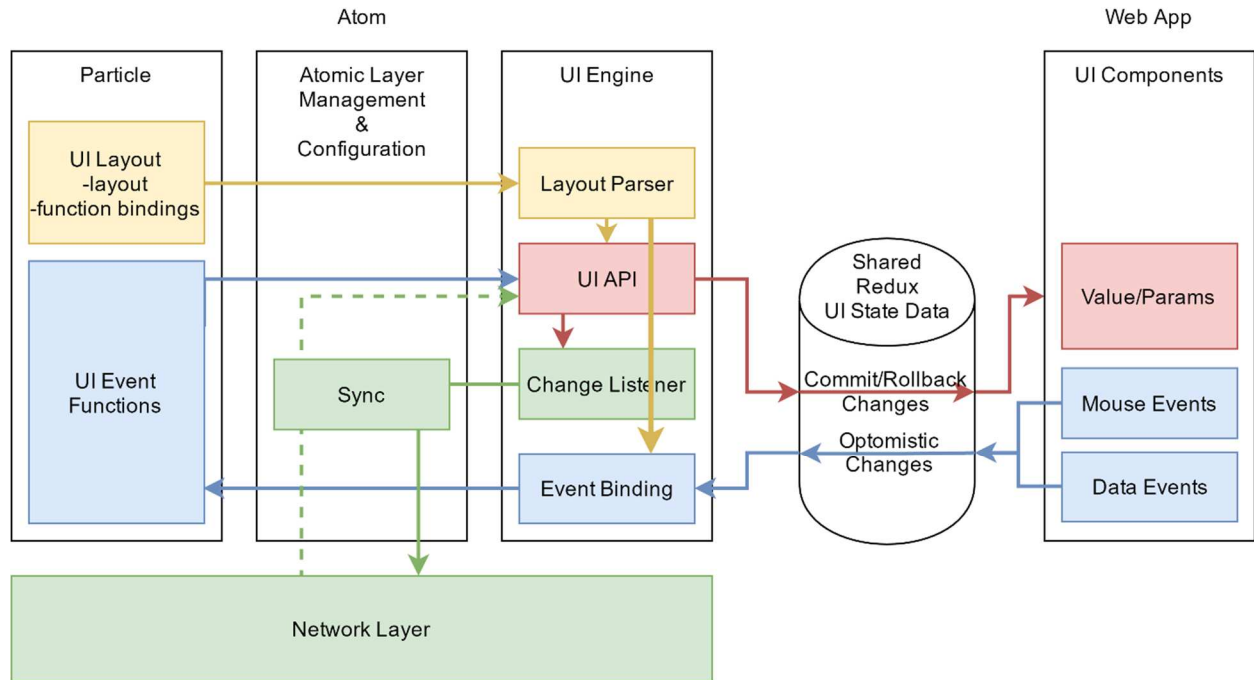 Atom
Web App
Particle
Atomic Layer
Management
&
Configuration
UI Engine
UI Components
UI Layout
-layout
-function bindings
Layout Parser
UI API
Shared
Redux
UI State Data
Value/Params
UI Event
Functions
Sync
Change Listener
Commit/Rollback
Changes
Mouse Events
Optomistic
Changes
Event Binding
Data Events
Network Layer